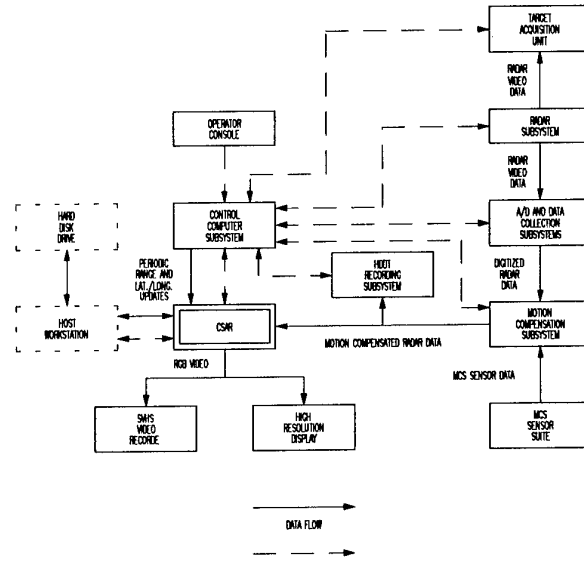 TARGET
ACQUISITION
UNIT
RADAR
VIDEO
DATA
OPERATOR
CONSOLE
RADAR
SUBSYSTEM
RADAR
VIDEO
DATA
HARD
DISK
DRIVE
CONTROL
COMPUTER
SUBSYSTEM
A/D AND DATA
COLLECTION
SUBSYSTEMS
PERIODIC
RANGE AND
LAT./LONG.
UPDATES
HDDT
RECORDING
SUBSYSTEM
DIGITIZED
RADAR
DATA
HOST
WORKSTATION
CSAR
MOTION
COMPENSATION
SUBSYSTEM
MOTION COMPENSATED RADAR DATA
RGB VIDEO
MCS SENSOR DATA
SVHS
VIDEO
RECORDE
HIGH
RESOLUTION
DISPLAY
MCS
SENSOR
SUITE
DATA FLOW